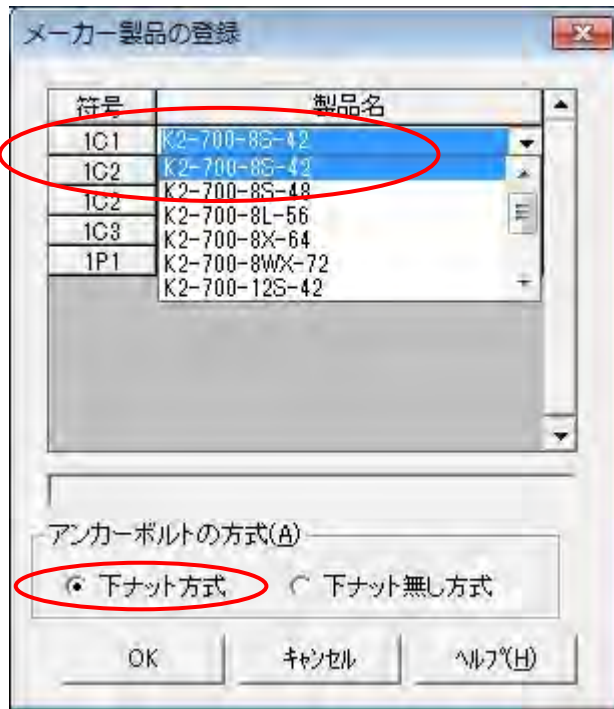 メーカー製品の登録
符号 製品名
1C1 K2-700-8S-42
1C2 K2-700-8S-42
1C2 K2-700-8S-48
1C3 K2-700-8L-56
1P1 K2-700-8X-64
K2-700-8WX-72
K2-700-12S-42
アンカーボルトの方式(A)
下ナット方式 下ナット無し方式
OK キャンセル ヘルプ(H)